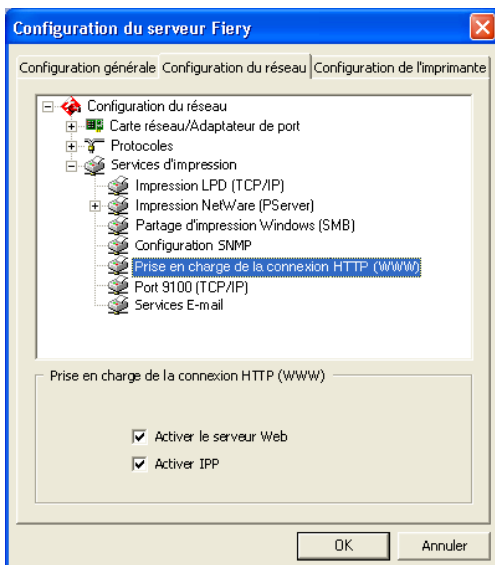 Configuration du serveur Fiery
Configuration générale Configuration du réseau Configuration de l'imprimante
Configuration du réseau
Carte réseau/Adaptateur de port
Protocoles
Services d'impression
Impression LPD (TCP/IP)
Impression NetWare (PServer)
Partage d'impression Windows (SMB)
Configuration SNMP
Prise en charge de la connexion HTTP (WWW)
Port 9100 (TCP/IP)
Services E-mail
Prise en charge de la connexion HTTP (WWW)
Activer le serveur Web
Activer IPP
OK Annuler